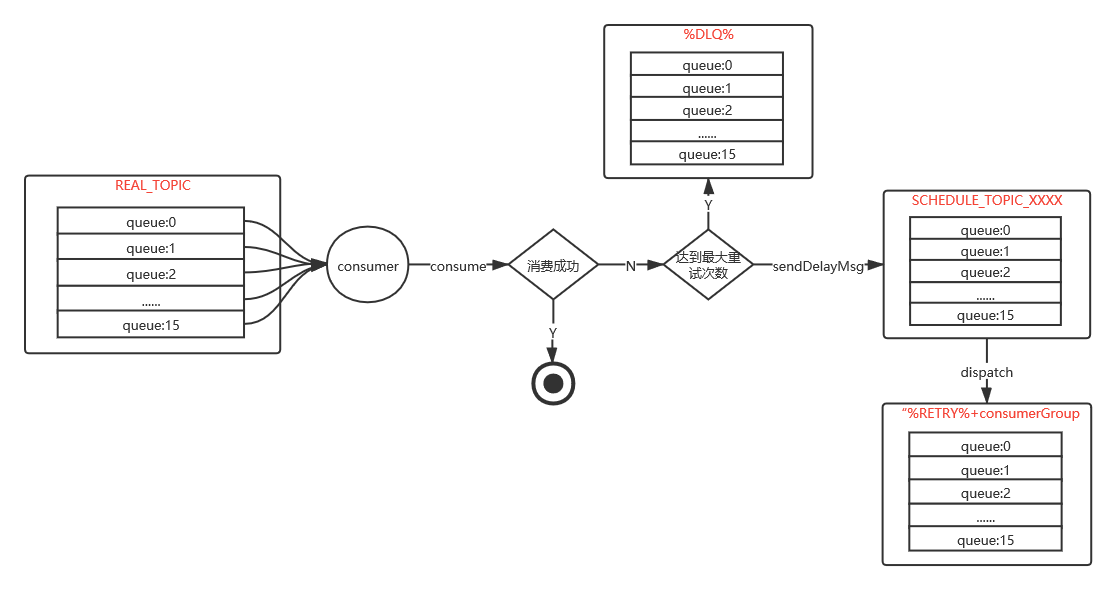 %DLQ%
queue:0
queue:1
queue:2
......
queue:15
REAL_TOPIC
queue:0
queue:1
queue:2
......
queue:15
consumer
consume
消费成功
Y
N
达到最大重
试次数
Y
sendDelayMsg
SCHEDULE_TOPIC_XXXX
queue:0
queue:1
queue:2
......
queue:15
dispatch
“%RETRY%+consumerGroup
queue:0
queue:1
queue:2
......
queue:15